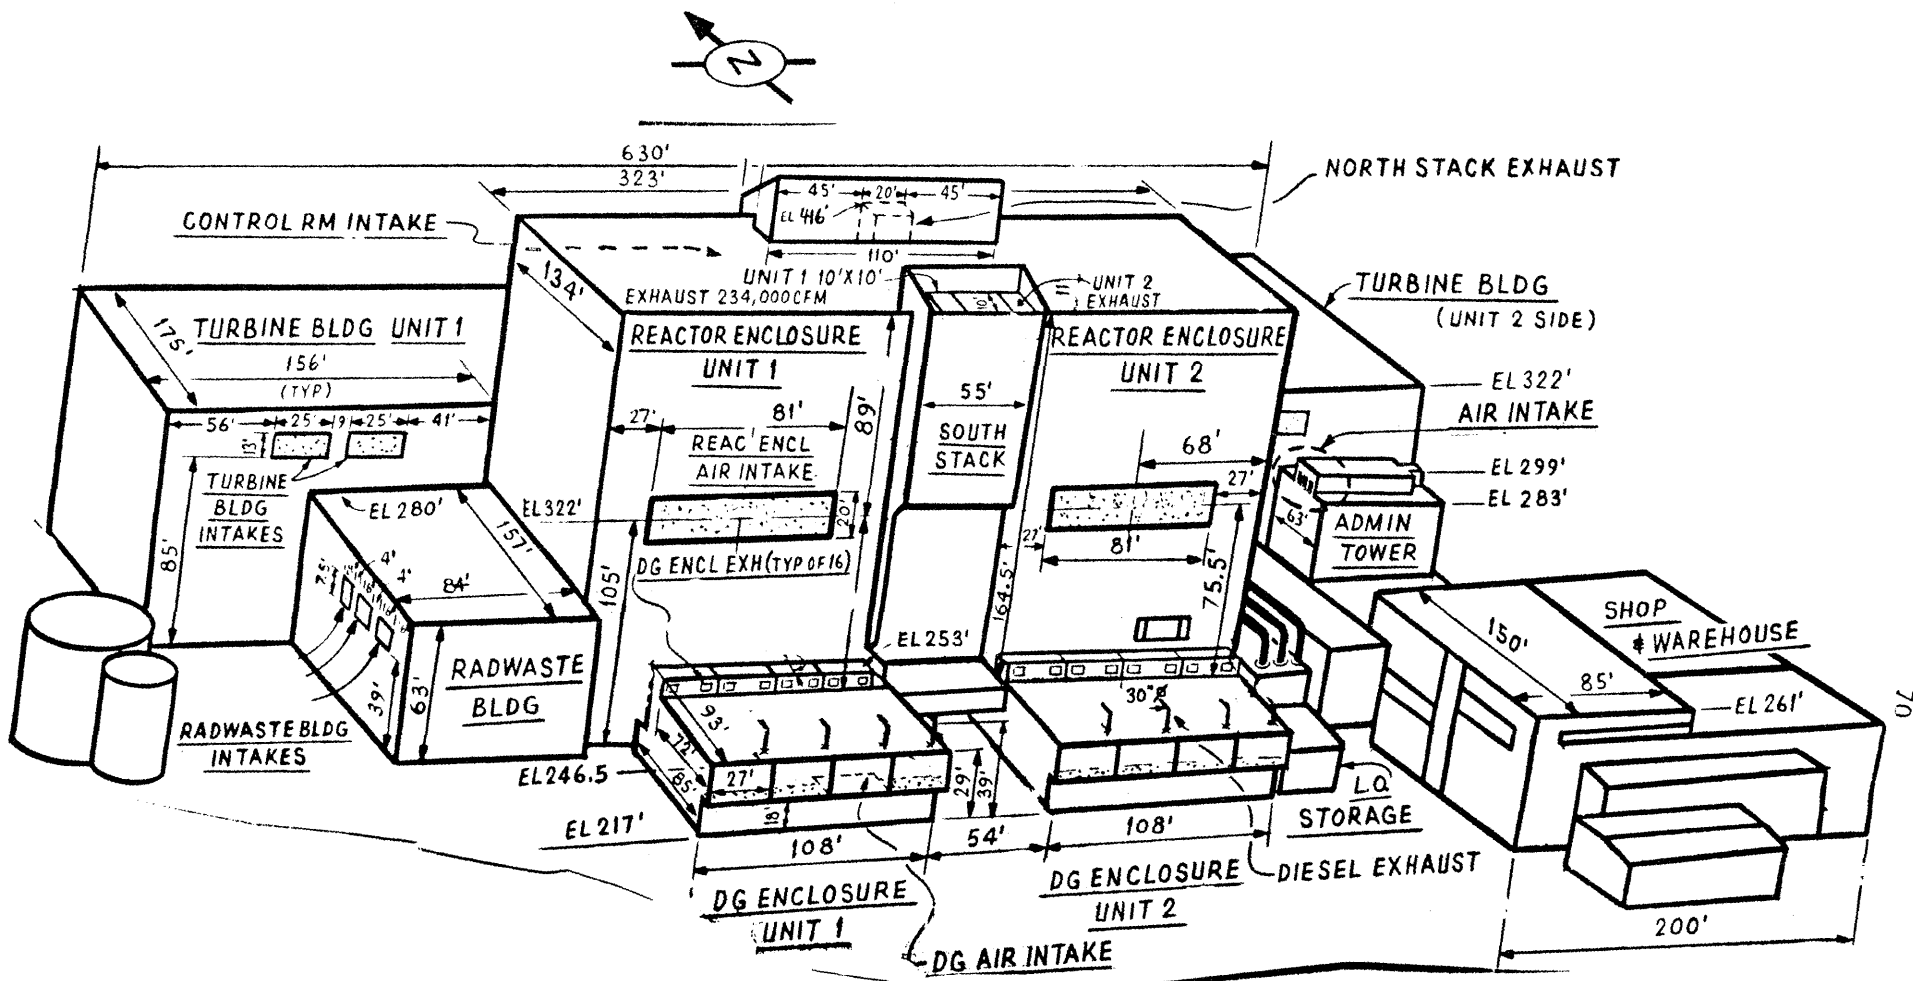 N
630'
323'
NORTH STACK EXHAUST
45' 20' 45'
EL 416'
CONTROL RM INTAKE
110'
134'
UNIT 1 10'X10'
EXHAUST 234,000 CFM
UNIT 2
EXHAUST
10'
11'
TURBINE BLDG
(UNIT 2 SIDE)
175'
TURBINE BLDG UNIT 1
156'
(TYP)
REACTOR ENCLOSURE
UNIT 1
REACTOR ENCLOSURE
UNIT 2
EL 322'
AIR INTAKE
56' 25' 9' 25' 41'
13'
27'
81'
89'
55'
SOUTH
STACK
68'
27'
REAC' ENCL
AIR INTAKE
EL 299'
EL 283'
TURBINE
BLDG
INTAKES
85'
EL 280'
157'
EL 322'
20'
27'
81'
63'
ADMIN
TOWER
DG ENCL EXH (TYP OF 16)
105'
164.5'
75.5'
7.5'
4'
4'
84'
SHOP
& WAREHOUSE
150'
85'
EL 261'
70
EL 253'
RADWASTE
BLDG
39'
63'
RADWASTE BLDG
INTAKES
93'
72'
85'
27'
30"ø
EL 246.5
29'
39'
18'
EL 217'
L.O.
STORAGE
108'
54'
108'
DIESEL EXHAUST
DG ENCLOSURE
UNIT 1
DG ENCLOSURE
UNIT 2
DG AIR INTAKE
200'